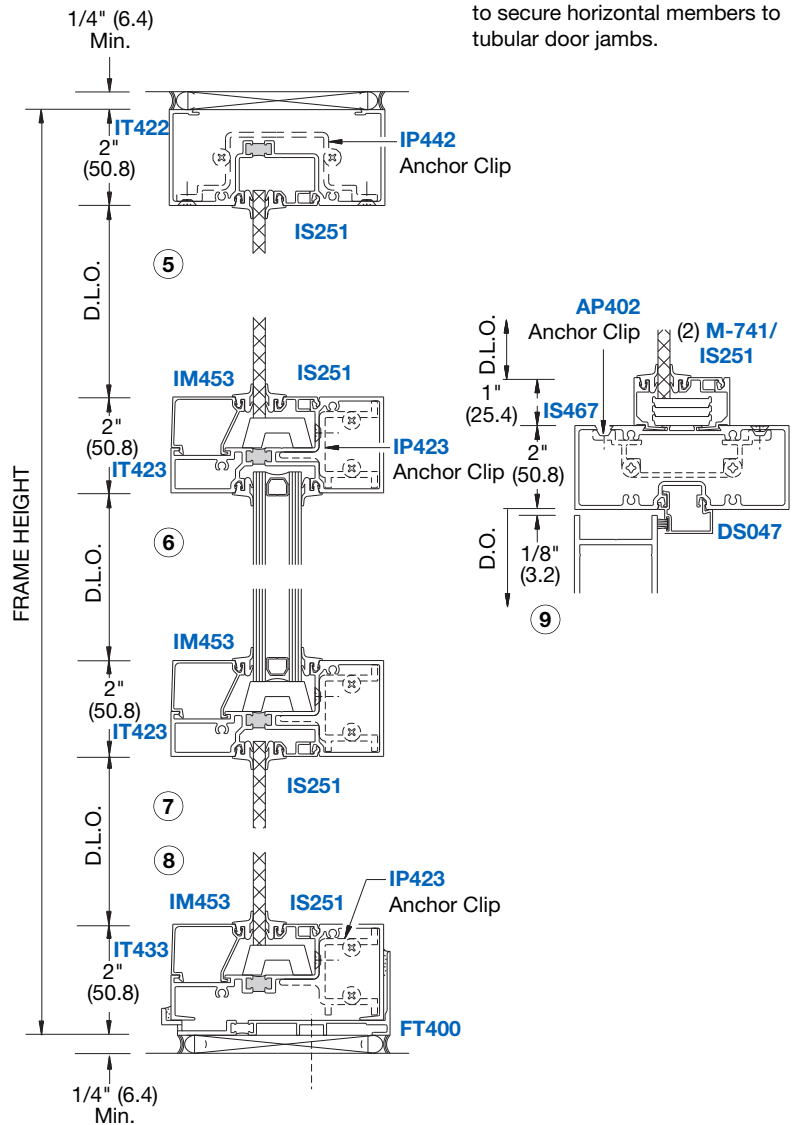 to secure horizontal members to
tubular door jambs.
1/4" (6.4)
Min.
IT422
2"
(50.8)
IP442
Anchor Clip
IS251
5
D.L.O.
FRAME HEIGHT
IM453
IS251
2"
(50.8)
IT423
IP423
Anchor Clip
6
D.L.O.
IM453
2"
(50.8)
IT423
IS251
7
D.L.O.
8
IM453
IS251
IP423
Anchor Clip
IT433
2"
(50.8)
FT400
1/4" (6.4)
Min.
AP402
Anchor Clip
(2) M-741/
IS251
D.L.O.
1"
(25.4)
IS467
2"
(50.8)
DS047
D.O.
1/8"
(3.2)
9